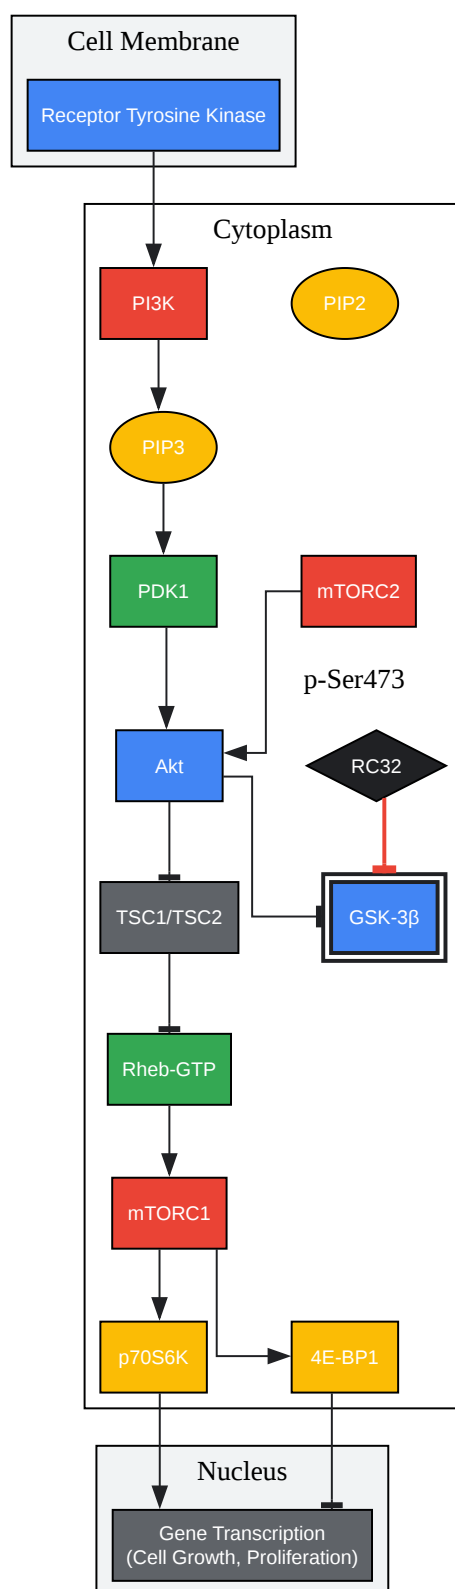 Cell Membrane
Receptor Tyrosine Kinase
Cytoplasm
PI3K
PIP2
PIP3
PDK1
mTORC2
p-Ser473
Akt
RC32
TSC1/TSC2
GSK-3β
Rheb-GTP
mTORC1
p70S6K
4E-BP1
Nucleus
Gene Transcription
(Cell Growth, Proliferation)